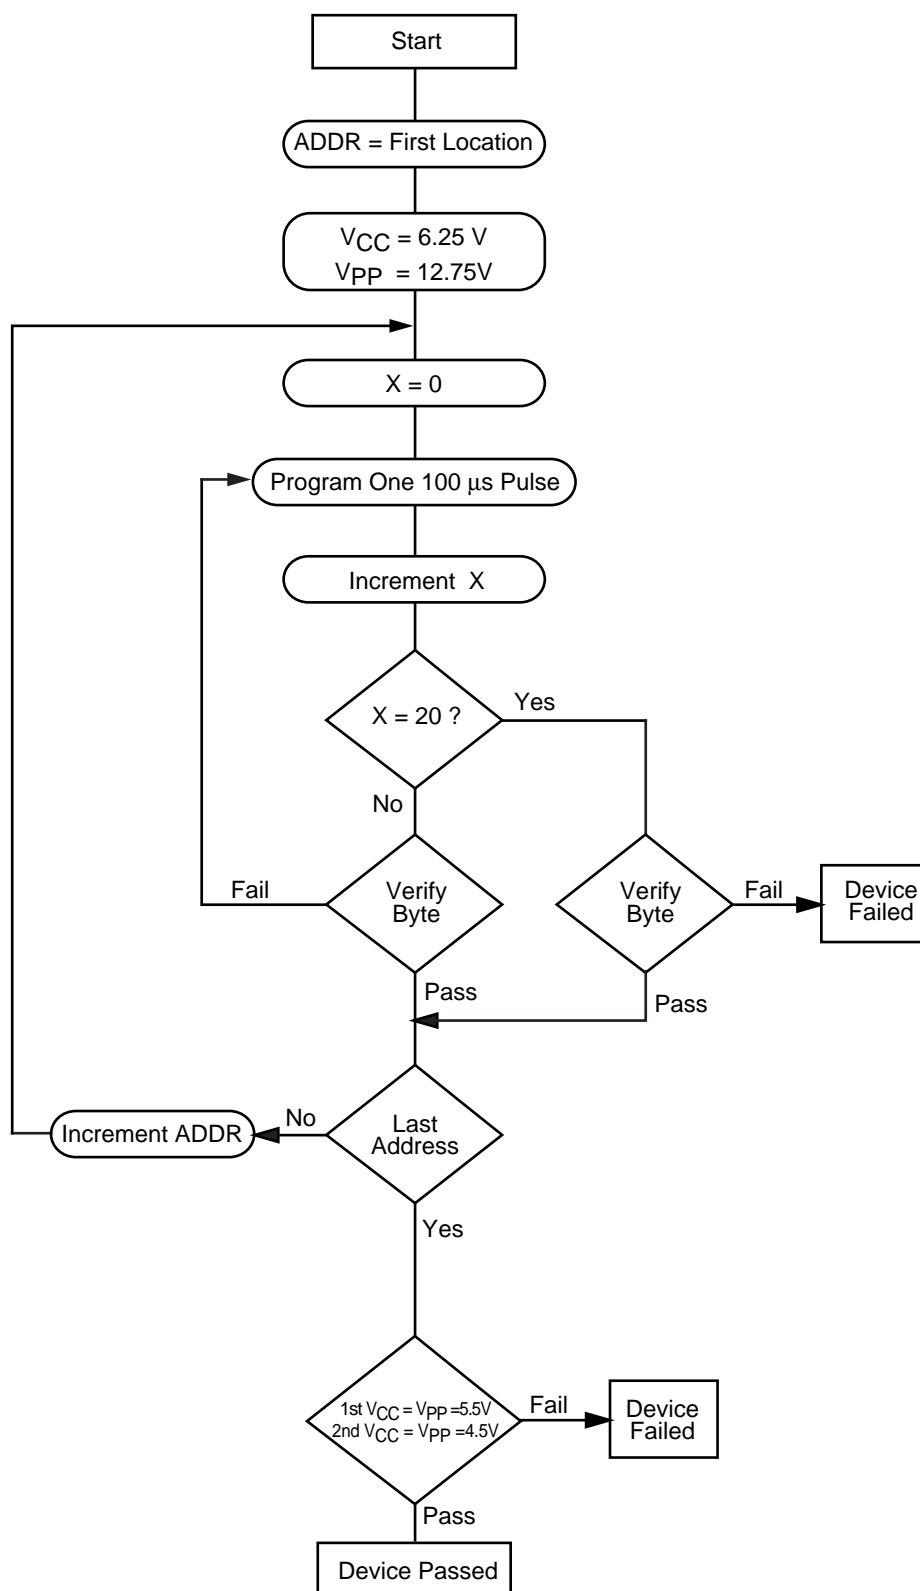 Start
ADDR = First Location
VCC = 6.25 V
VPP = 12.75V
X = 0
Program One 100 μs Pulse
Increment X
X = 20 ?
Yes
No
Fail
Verify
Byte
Verify
Byte
Fail
Device
Failed
Pass
Pass
Increment ADDR
No
Last
Address
Yes
1st VCC = VPP =5.5V
2nd VCC = VPP =4.5V
Fail
Device
Failed
Pass
Device Passed